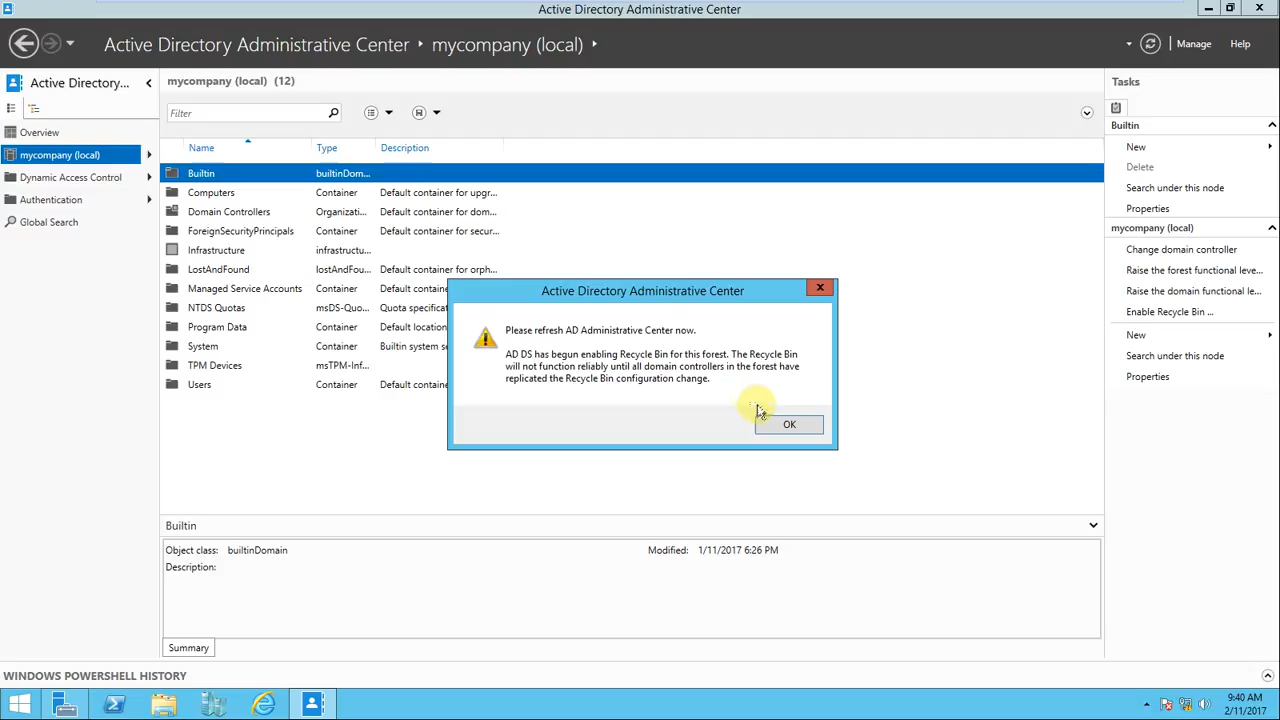 Active Directory Administrative Center
Active Directory Administrative Center • mycompany (local) •
Manage
Help
Active Directory...
Overview
mycompany (local)
Dynamic Access Control
Authentication
Global Search
mycompany (local) (12)
Filter
Name Type Description
Builtin builtinDom...
Computers Container Default container for upgr...
Domain Controllers Organizati... Default container for dom...
ForeignSecurityPrincipals Container Default container for secur...
Infrastructure infrastructu...
LostAndFound lostAndFou... Default container for orph...
Managed Service Accounts Container Default container
NTDS Quotas msDS-Quo... Quota specificat
Program Data Container Default location
System Container Builtin system se
TPM Devices msTPM-Inf...
Users Container Default containe
Active Directory Administrative Center
Please refresh AD Administrative Center now.
AD DS has begun enabling Recycle Bin for this forest. The Recycle Bin
will not function reliably until all domain controllers in the forest have
replicated the Recycle Bin configuration change.
OK
Builtin
Object class: builtinDomain Modified: 1/11/2017 6:26 PM
Description:
Summary
Tasks
Builtin
New
Delete
Search under this node
Properties
mycompany (local)
Change domain controller
Raise the forest functional leve...
Raise the domain functional le...
Enable Recycle Bin ...
New
Search under this node
Properties
WINDOWS POWERSHELL HISTORY
9:40 AM
2/11/2017